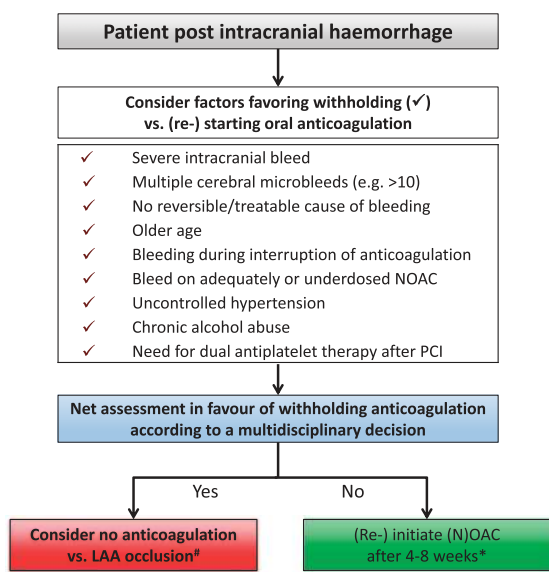 Patient post intracranial haemorrhage
Consider factors favoring withholding (✓)
vs. (re-) starting oral anticoagulation
✓ Severe intracranial bleed
✓ Multiple cerebral microbleeds (e.g. >10)
✓ No reversible/treatable cause of bleeding
✓ Older age
✓ Bleeding during interruption of anticoagulation
✓ Bleed on adequately or underdosed NOAC
✓ Uncontrolled hypertension
✓ Chronic alcohol abuse
✓ Need for dual antiplatelet therapy after PCI
Net assessment in favour of withholding anticoagulation
according to a multidisciplinary decision
Yes
No
Consider no anticoagulation
vs. LAA occlusion#
(Re-) initiate (N)OAC
after 4-8 weeks*